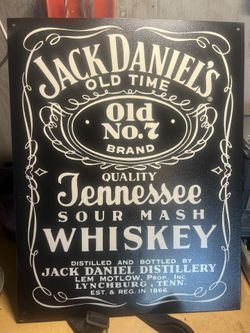 JACK DANIEL'S
OLD TIME
Old
No.7
BRAND
QUALITY
Tennessee
SOUR MASH
WHISKEY
DISTILLED AND BOTTLED BY
JACK DANIEL DISTILLERY
LEM MOTLOW, PROP. INC.
LYNCHBURG, TENN.
EST. & REG. IN 1866